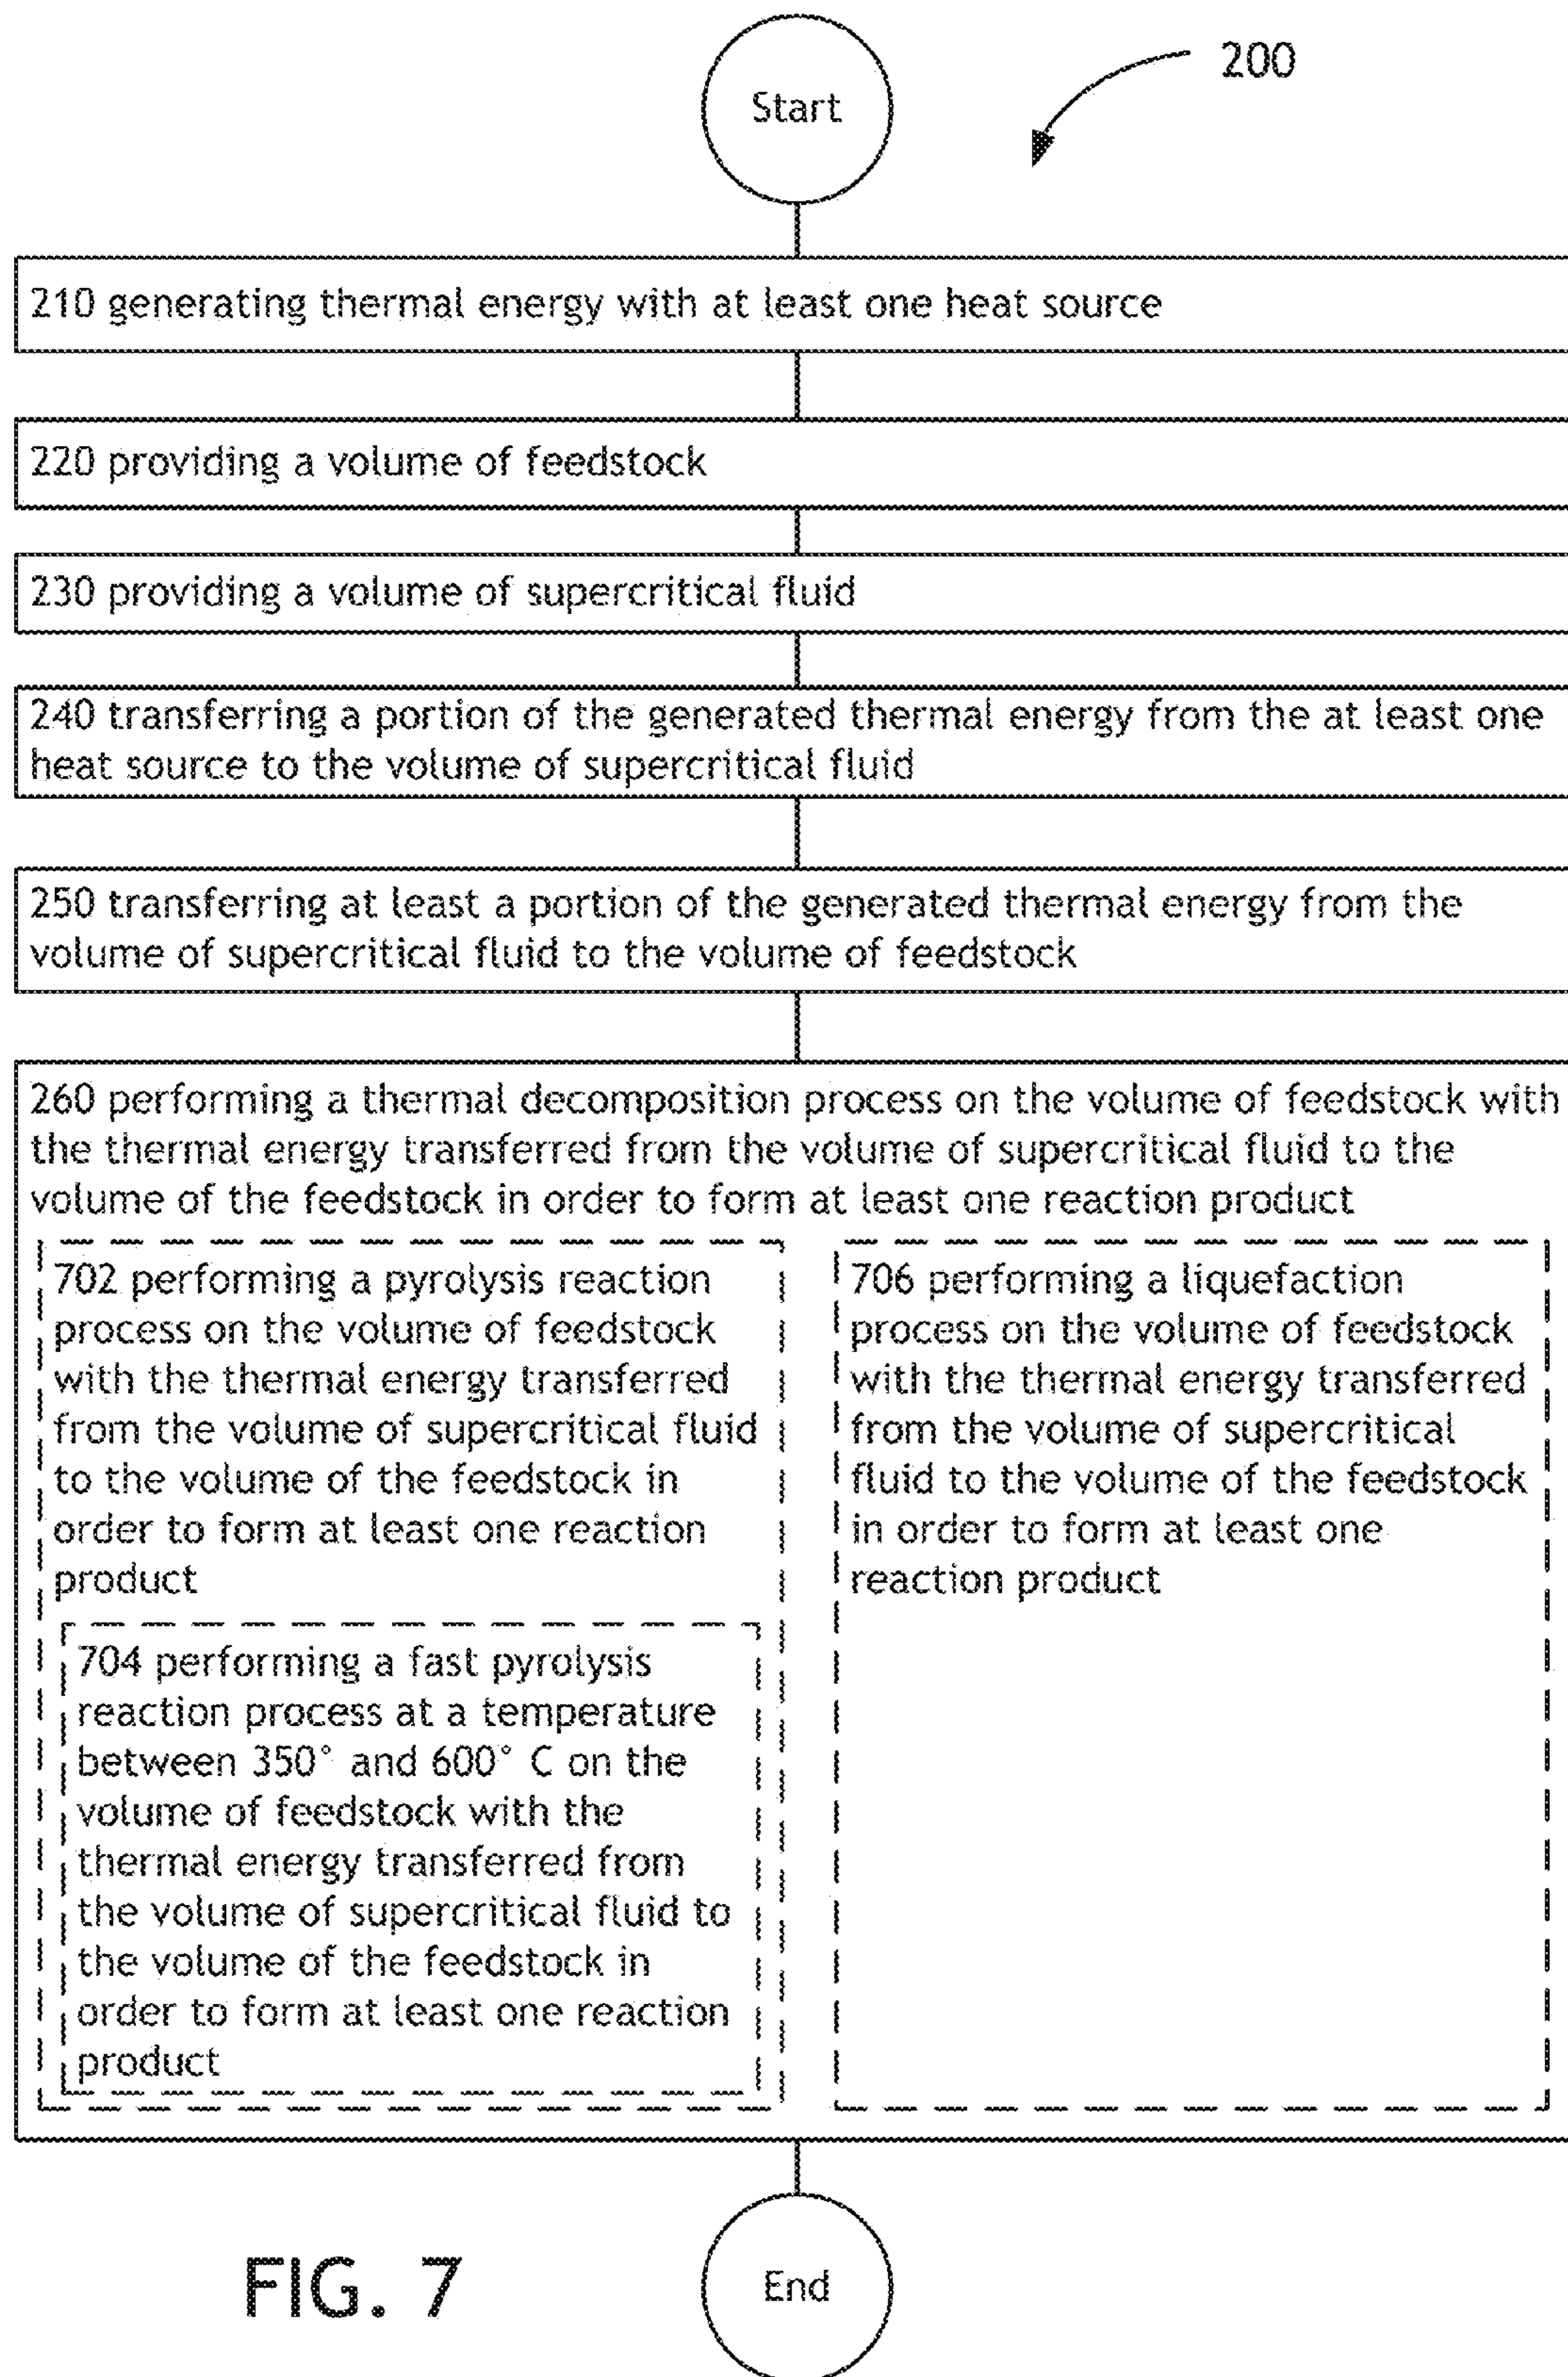 Start
200
210 generating thermal energy with at least one heat source
220 providing a volume of feedstock
230 providing a volume of supercritical fluid
240 transferring a portion of the generated thermal energy from the at least one
heat source to the volume of supercritical fluid
250 transferring at least a portion of the generated thermal energy from the
volume of supercritical fluid to the volume of feedstock
260 performing a thermal decomposition process on the volume of feedstock with
the thermal energy transferred from the volume of supercritical fluid to the
volume of the feedstock in order to form at least one reaction product
702 performing a pyrolysis reaction
process on the volume of feedstock
with the thermal energy transferred
from the volume of supercritical fluid
to the volume of the feedstock in
order to form at least one reaction
product
704 performing a fast pyrolysis
reaction process at a temperature
between 350° and 600° C on the
volume of feedstock with the
thermal energy transferred from
the volume of supercritical fluid to
the volume of the feedstock in
order to form at least one reaction
product
706 performing a liquefaction
process on the volume of feedstock
with the thermal energy transferred
from the volume of supercritical
fluid to the volume of the feedstock
in order to form at least one
reaction product
End
FIG. 7